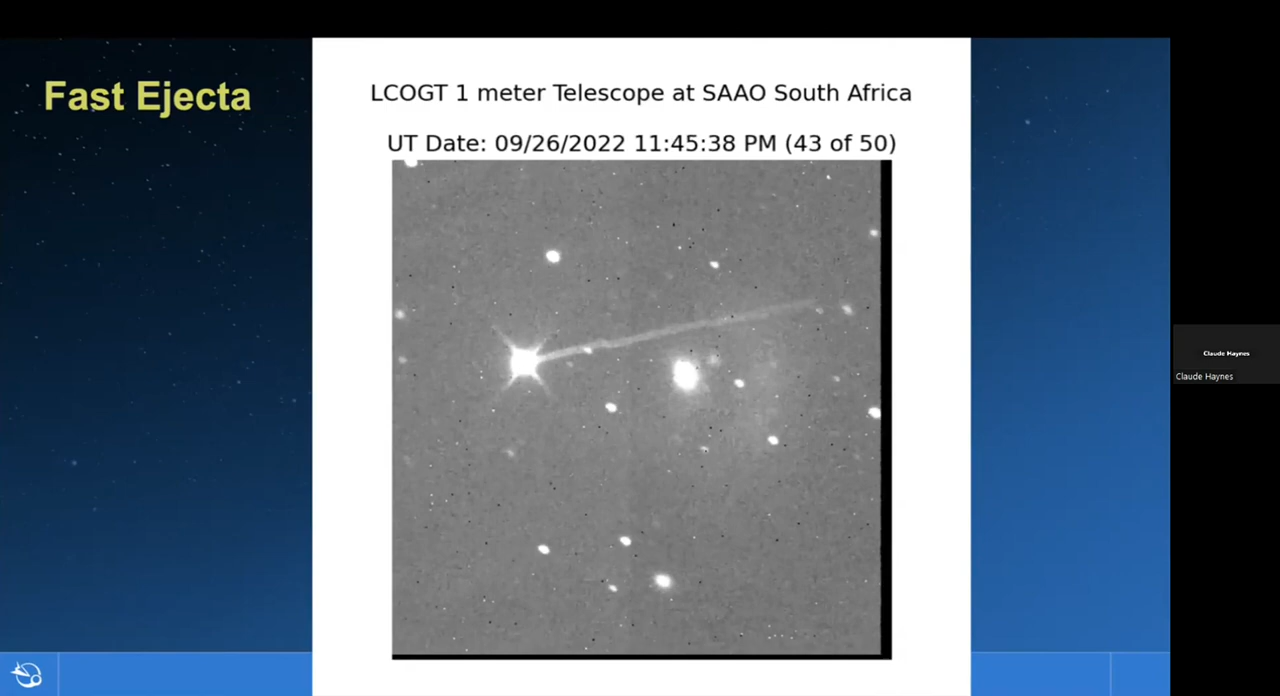 Fast Ejecta
LCOGT 1 meter Telescope at SAAO South Africa
UT Date: 09/26/2022 11:45:38 PM (43 of 50)
Claude Haynes
Claude Haynes